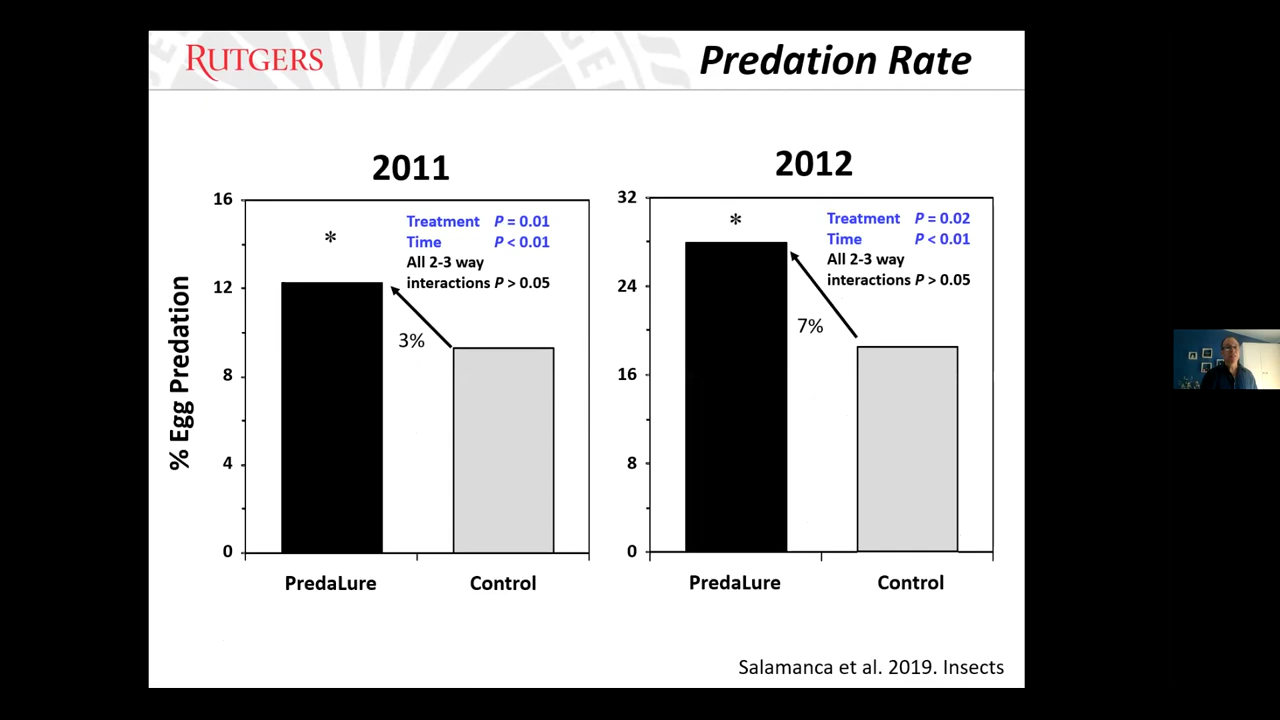 RUTGERS
Predation Rate
2011
2012
% Egg Predation
16
12
8
4
0
*
Treatment P = 0.01
Time P < 0.01
All 2-3 way
interactions P > 0.05
3%
PredaLure
Control
32
24
16
8
0
*
Treatment P = 0.02
Time P < 0.01
All 2-3 way
interactions P > 0.05
7%
PredaLure
Control
Salamanca et al. 2019. Insects